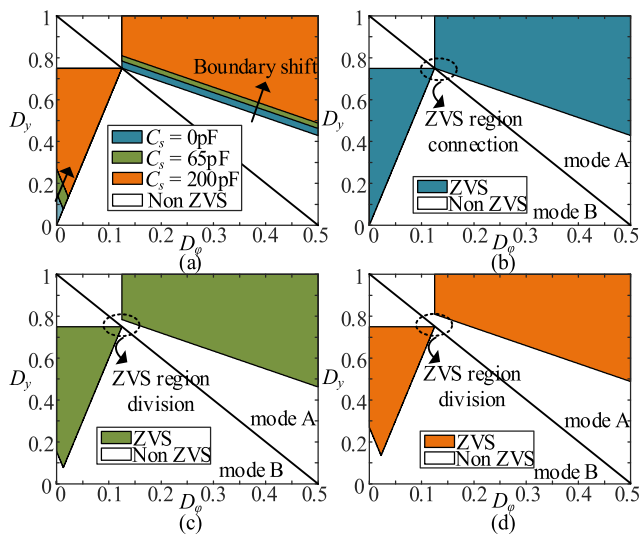 1
0.8
0.6
0.4
0.2
0
D_y
Boundary shift
C_s = 0pF
C_s = 65pF
C_s = 200pF
Non ZVS
0 0.1 0.2 0.3 0.4 0.5
D_φ
(a)
1
0.8
0.6
0.4
0.2
0
D_y
ZVS region
connection
mode A
ZVS
Non ZVS
mode B
0 0.1 0.2 0.3 0.4 0.5
D_φ
(b)
1
0.8
0.6
0.4
0.2
0
D_y
ZVS region
division
mode A
ZVS
Non ZVS
mode B
0 0.1 0.2 0.3 0.4 0.5
D_φ
(c)
1
0.8
0.6
0.4
0.2
0
D_y
ZVS region
division
mode A
ZVS
Non ZVS
mode B
0 0.1 0.2 0.3 0.4 0.5
D_φ
(d)